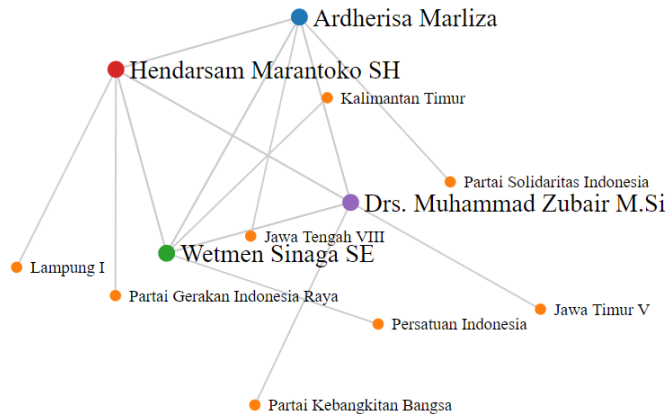 Ardherisa Marliza
Hendarsam Marantoko SH
Kalimantan Timur
Partai Solidaritas Indonesia
Drs. Muhammad Zubair M.Si
Jawa Tengah VIII
Wetmen Sinaga SE
Lampung I
Partai Gerakan Indonesia Raya
Jawa Timur V
Persatuan Indonesia
Partai Kebangkitan Bangsa